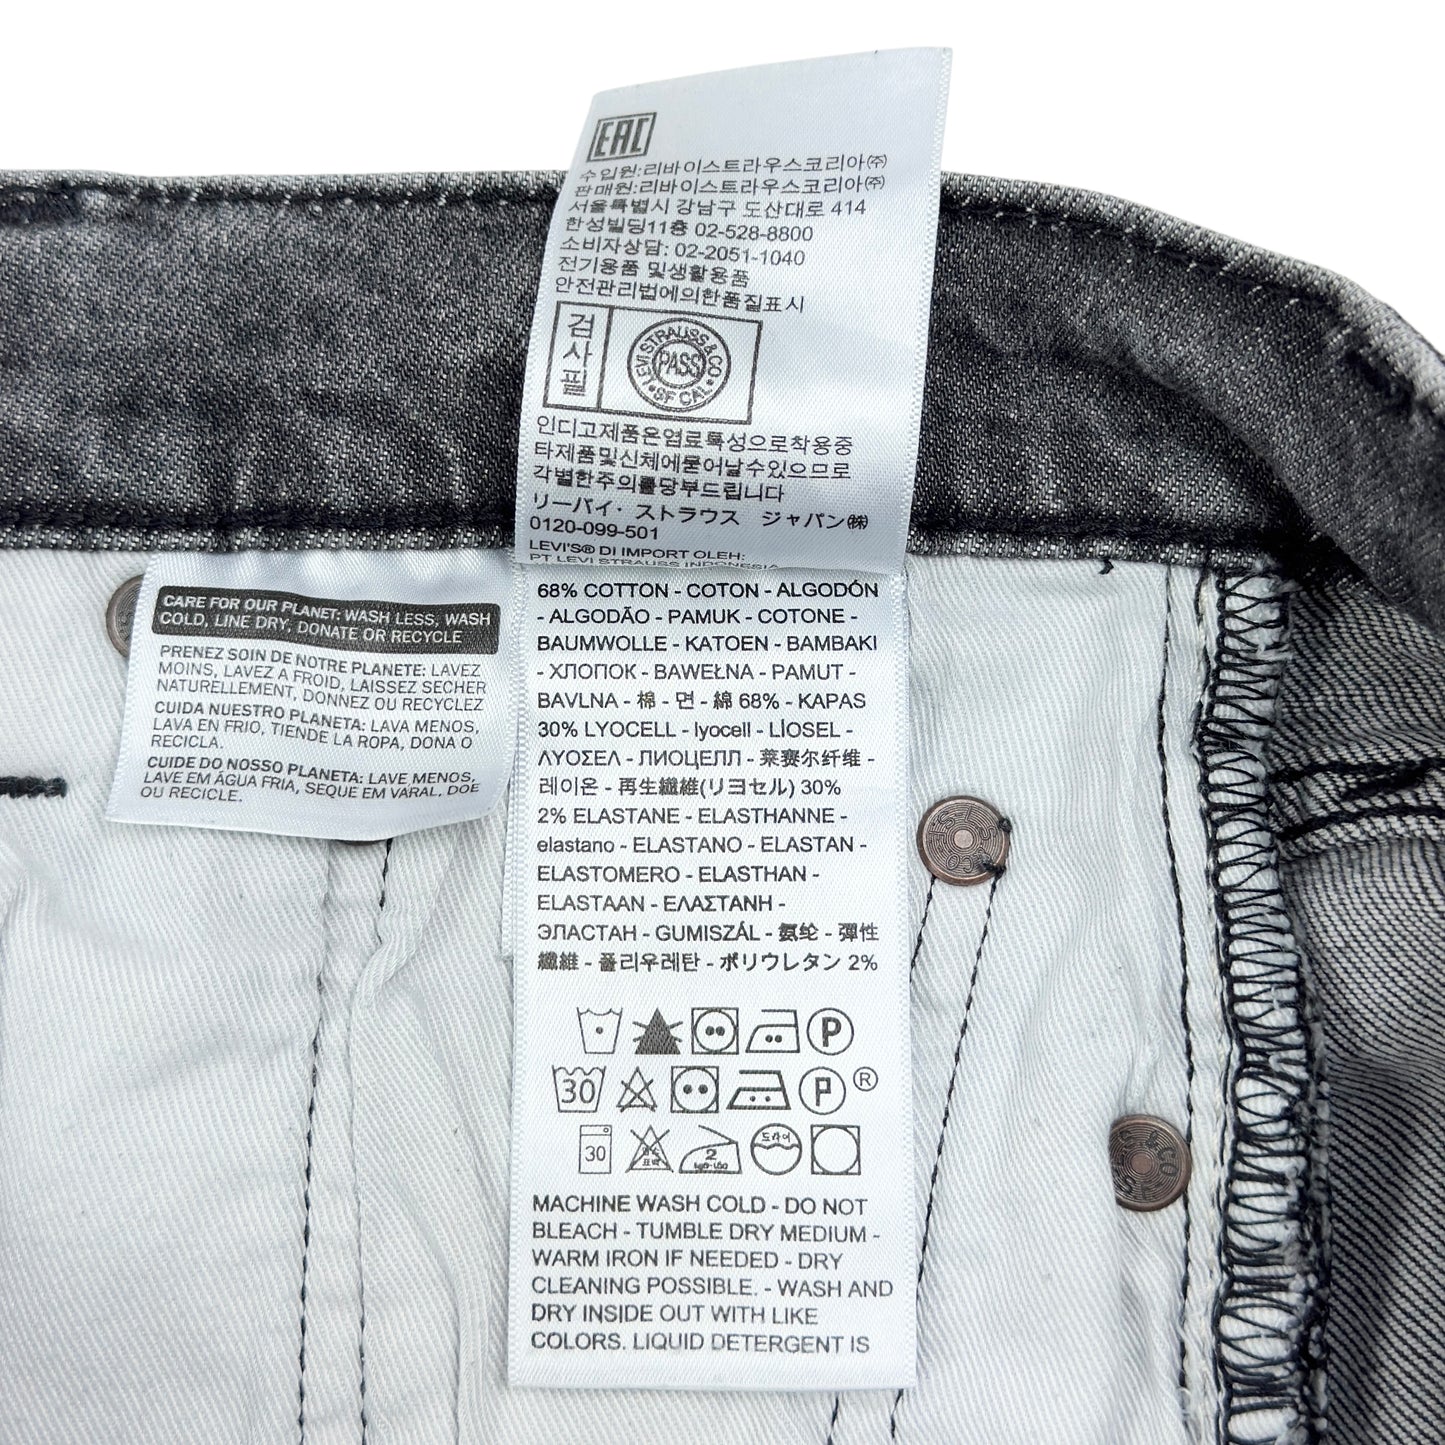 EAC
수입원:리바이스트라우스코리아㈜
판매원:리바이스트라우스코리아㈜
서울특별시 강남구 도산대로 414
한성빌딩11층 02-528-8800
소비자상담: 02-2051-1040
전기용품 및생활용품
안전관리법에의한품질표시
검사필
LEVI STRAUSS & CO
PASS
SF CAL
인디고제품은염료특성으로착용중
타제품및신체에묻어날수있으므로
각별한주의를당부드립니다
リーバイ・ストラウス ジャパン㈱
0120-099-501
LEVI'S® DI IMPORT OLEH:
PT LEVI STRAUSS INDONESIA
CARE FOR OUR PLANET: WASH LESS, WASH
COLD, LINE DRY, DONATE OR RECYCLE
PRENEZ SOIN DE NOTRE PLANETE: LAVEZ
MOINS, LAVEZ A FROID, LAISSEZ SECHER
NATURELLEMENT, DONNEZ OU RECYCLEZ
CUIDA NUESTRO PLANETA: LAVA MENOS,
LAVA EN FRIO, TIENDE LA ROPA, DONA O
RECICLA.
CUIDE DO NOSSO PLANETA: LAVE MENOS,
LAVE EM ÁGUA FRIA, SEQUE EM VARAL, DOE
OU RECICLE.
68% COTTON - COTON - ALGODÓN
- ALGODÃO - PAMUK - COTONE -
BAUMWOLLE - KATOEN - BAMBAKI
- ХЛОПОК - BAWEŁNA - PAMUT -
BAVLNA - 棉 - 면 - 綿 68% - KAPAS
30% LYOCELL - lyocell - LİOSEL -
ΛΥΟΣΕΛ - ЛИОЦЕЛЛ - 莱赛尔纤维 -
레이온 - 再生繊維(リヨセル) 30%
2% ELASTANE - ELASTHANNE -
elastano - ELASTANO - ELASTAN -
ELASTOMERO - ELASTHAN -
ELASTAAN - ΕΛΑΣΤΑΝΗ -
ЭЛАСТАН - GUMISZÁL - 氨纶 - 彈性
纖維 - 폴리우레탄 - ポリウレタン 2%
P
30 P ®
30 염소표백 2 드라이
MACHINE WASH COLD - DO NOT
BLEACH - TUMBLE DRY MEDIUM -
WARM IRON IF NEEDED - DRY
CLEANING POSSIBLE. - WASH AND
DRY INSIDE OUT WITH LIKE
COLORS. LIQUID DETERGENT IS